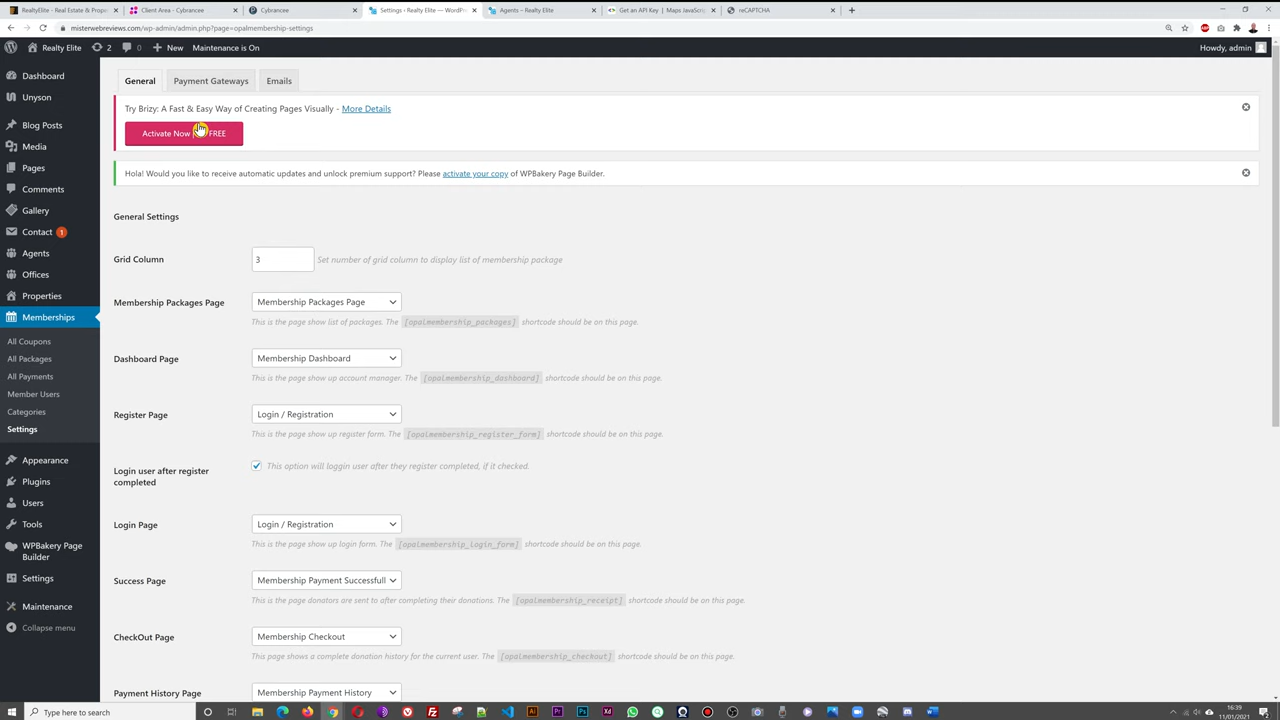 RealtyElite - Real Estate & Prope
Client Area - Cybrancee
Cybrancee
Settings ‹ Realty Elite — WordPr
Agents – Realty Elite
Get an API Key | Maps JavaScri
reCAPTCHA
misterwebreviews.com/wp-admin/admin.php?page=opalmembership-settings
Realty Elite
2
0
New
Maintenance is On
Howdy, admin
Dashboard
Unyson
Blog Posts
Media
Pages
Comments
Gallery
Contact 1
Agents
Offices
Properties
Memberships
All Coupons
All Packages
All Payments
Member Users
Categories
Settings
Appearance
Plugins
Users
Tools
WPBakery Page
Builder
Settings
Maintenance
Collapse menu
General
Payment Gateways
Emails
Try Brizy: A Fast & Easy Way of Creating Pages Visually - More Details
Activate Now FREE
Hola! Would you like to receive automatic updates and unlock premium support? Please activate your copy of WPBakery Page Builder.
General Settings
Grid Column
3
Set number of grid column to display list of membership package
Membership Packages Page
Membership Packages Page
This is the page show list of packages. The [opalmembership_packages] shortcode should be on this page.
Dashboard Page
Membership Dashboard
This is the page show up account manager. The [opalmembership_dashboard] shortcode should be on this page.
Register Page
Login / Registration
This is the page show up register form. The [opalmembership_register_form] shortcode should be on this page.
Login user after register
completed
This option will loggin user after they register completed, if it checked.
Login Page
Login / Registration
This is the page show up login form. The [opalmembership_login_form] shortcode should be on this page.
Success Page
Membership Payment Successfull
This is the page donators are sent to after completing their donations. The [opalmembership_receipt] shortcode should be on this page.
CheckOut Page
Membership Checkout
This page shows a complete donation history for the current user. The [opalmembership_checkout] shortcode should be on this page.
Payment History Page
Membership Payment History
Type here to search
16:39
11/01/2021